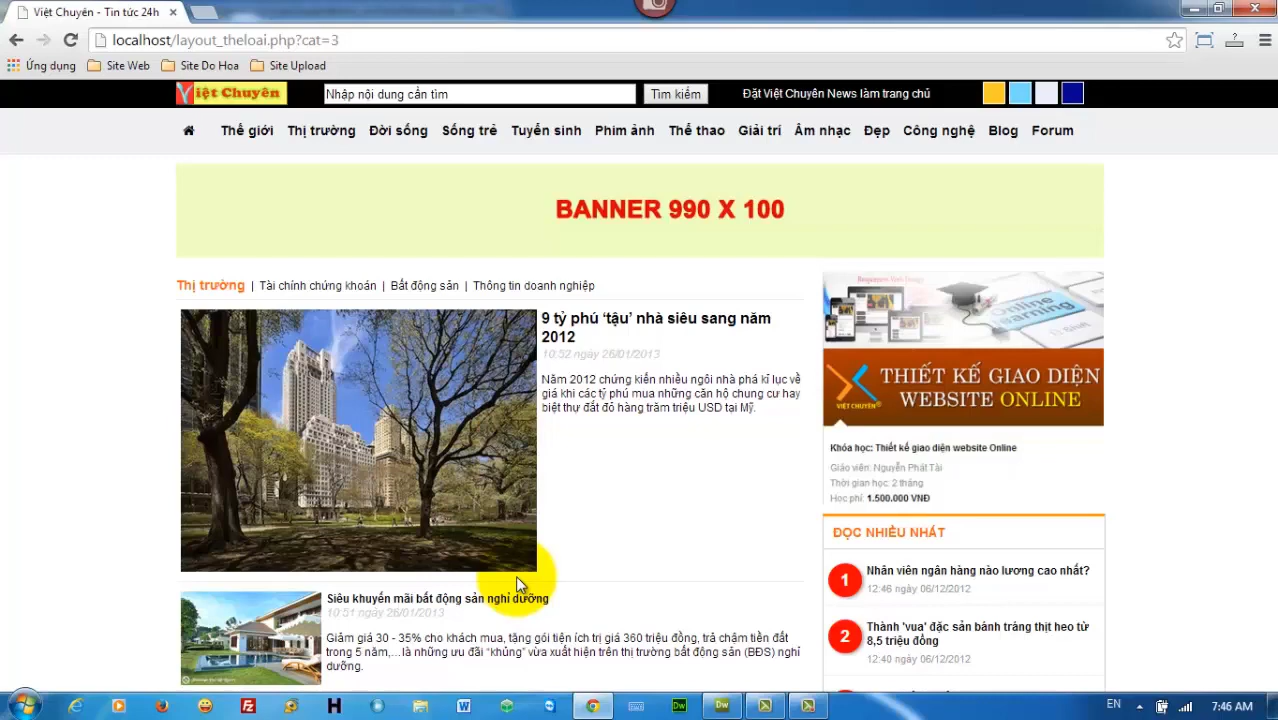 Việt Chuyên - Tin tức 24h
localhost/layout_theloai.php?cat=3
Ứng dụng Site Web Site Do Hoa Site Upload
Việt Chuyên Nhập nội dung cần tìm Tìm kiếm Đặt Việt Chuyên News làm trang chủ
Thế giới Thị trường Đời sống Sống trẻ Tuyển sinh Phim ảnh Thể thao Giải trí Âm nhạc Đẹp Công nghệ Blog Forum
BANNER 990 X 100
Thị trường | Tài chính chứng khoán | Bất động sản | Thông tin doanh nghiệp
9 tỷ phú ‘tậu’ nhà siêu sang năm
2012
10:52 ngày 26/01/2013
Năm 2012 chứng kiến nhiều ngôi nhà phá kỉ lục về
giá khi các tỷ phú mua những căn hộ chung cư hay
biệt thự đất đỏ hàng trăm triệu USD tại Mỹ.
Siêu khuyến mãi bất động sản nghỉ dưỡng
10:51 ngày 26/01/2013
Giảm giá 30 - 35% cho khách mua, tặng gói tiện ích trị giá 360 triệu đồng, trả chậm tiền đất
trong 5 năm,...là những ưu đãi “khủng” vừa xuất hiện trên thị trường bất động sản (BĐS) nghỉ
dưỡng.
Responsive Web Design
Online
Learning
SHIFT
VIỆT CHUYÊN®
THIẾT KẾ GIAO DIỆN
WEBSITE ONLINE
Khóa học: Thiết kế giao diện website Online
Giáo viên: Nguyễn Phát Tài
Thời gian học: 2 tháng
Học phí: 1.500.000 VNĐ
ĐỌC NHIỀU NHẤT
1 Nhân viên ngân hàng nào lương cao nhất?
12:46 ngày 06/12/2012
2 Thành 'vua' đặc sản bánh tráng thịt heo từ
8,5 triệu đồng
12:40 ngày 06/12/2012
EN 7:46 AM